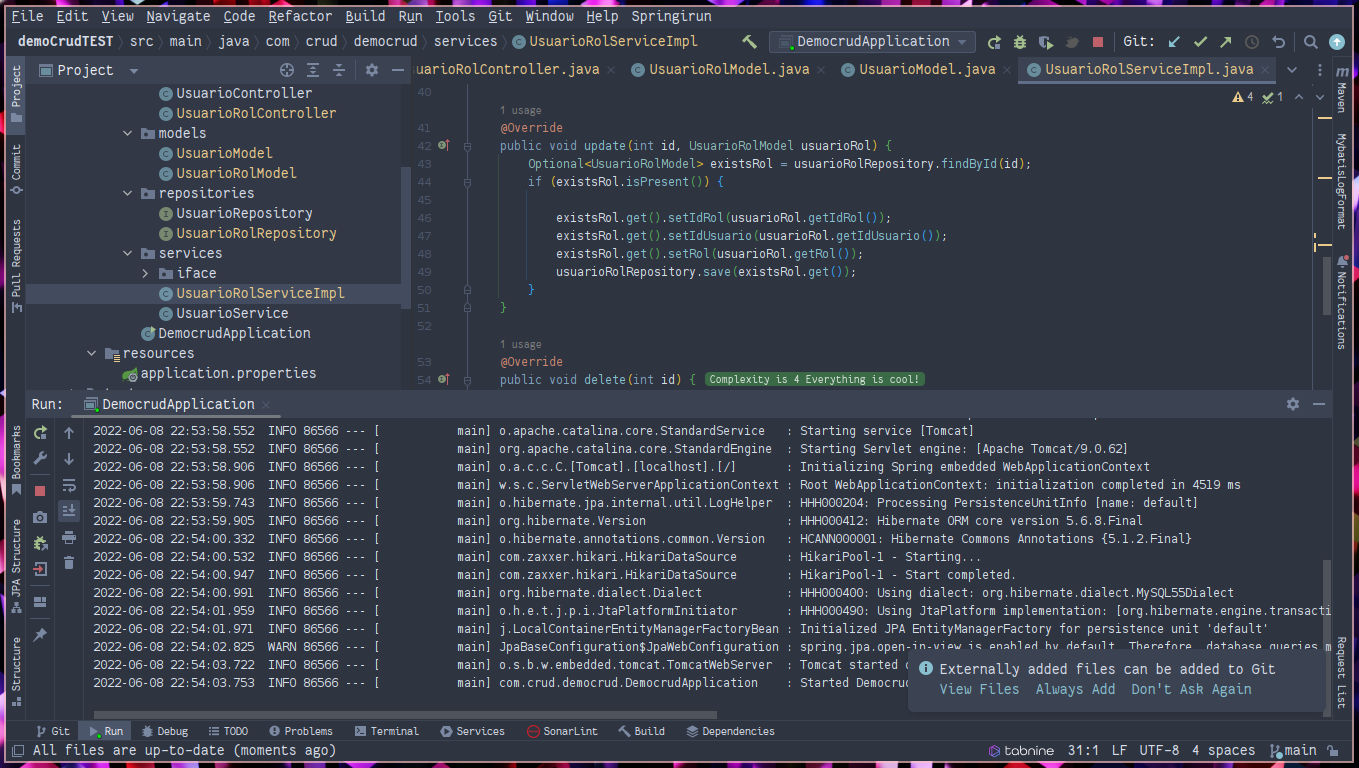 File Edit View Navigate Code Refactor Build Run Tools Git Window Help Springirun
demoCrudTEST src main java com crud democrud services UsuarioRolServiceImpl DemocrudApplication Git:
Project
uarioRolController.java UsuarioRolModel.java UsuarioModel.java UsuarioRolServiceImpl.java
UsuarioController
UsuarioRolController
models
UsuarioModel
UsuarioRolModel
repositories
UsuarioRepository
UsuarioRolRepository
services
iface
UsuarioRolServiceImpl
UsuarioService
DemocrudApplication
resources
application.properties
4 1
40
1 usage
41 @Override
42 public void update(int id, UsuarioRolModel usuarioRol) {
43 Optional<UsuarioRolModel> existsRol = usuarioRolRepository.findById(id);
44 if (existsRol.isPresent()) {
45
46 existsRol.get().setIdRol(usuarioRol.getIdRol());
47 existsRol.get().setIdUsuario(usuarioRol.getIdUsuario());
48 existsRol.get().setRol(usuarioRol.getRol());
49 usuarioRolRepository.save(existsRol.get());
50 }
51 }
52
1 usage
53 @Override
54 public void delete(int id) { Complexity is 4 Everything is cool!
Project
Commit
Pull Requests
Bookmarks
JPA Structure
Structure
Maven
MybatisLogFormat
Notifications
Request List
Run: DemocrudApplication
2022-06-08 22:53:58.552 INFO 86566 --- [ main] o.apache.catalina.core.StandardService : Starting service [Tomcat]
2022-06-08 22:53:58.552 INFO 86566 --- [ main] org.apache.catalina.core.StandardEngine : Starting Servlet engine: [Apache Tomcat/9.0.62]
2022-06-08 22:53:58.906 INFO 86566 --- [ main] o.a.c.c.C.[Tomcat].[localhost].[/] : Initializing Spring embedded WebApplicationContext
2022-06-08 22:53:58.906 INFO 86566 --- [ main] w.s.c.ServletWebServerApplicationContext : Root WebApplicationContext: initialization completed in 4519 ms
2022-06-08 22:53:59.743 INFO 86566 --- [ main] o.hibernate.jpa.internal.util.LogHelper : HHH000204: Processing PersistenceUnitInfo [name: default]
2022-06-08 22:53:59.905 INFO 86566 --- [ main] org.hibernate.Version : HHH000412: Hibernate ORM core version 5.6.8.Final
2022-06-08 22:54:00.332 INFO 86566 --- [ main] o.hibernate.annotations.common.Version : HCANN000001: Hibernate Commons Annotations {5.1.2.Final}
2022-06-08 22:54:00.532 INFO 86566 --- [ main] com.zaxxer.hikari.HikariDataSource : HikariPool-1 - Starting...
2022-06-08 22:54:00.947 INFO 86566 --- [ main] com.zaxxer.hikari.HikariDataSource : HikariPool-1 - Start completed.
2022-06-08 22:54:00.991 INFO 86566 --- [ main] org.hibernate.dialect.Dialect : HHH000400: Using dialect: org.hibernate.dialect.MySQL55Dialect
2022-06-08 22:54:01.959 INFO 86566 --- [ main] o.h.e.t.j.p.i.JtaPlatformInitiator : HHH000490: Using JtaPlatform implementation: [org.hibernate.engine.transacti
2022-06-08 22:54:01.971 INFO 86566 --- [ main] j.LocalContainerEntityManagerFactoryBean : Initialized JPA EntityManagerFactory for persistence unit 'default'
2022-06-08 22:54:02.825 WARN 86566 --- [ main] JpaBaseConfiguration$JpaWebConfiguration : spring.jpa.open-in-view is enabled by default. Therefore, database queries m
2022-06-08 22:54:03.722 INFO 86566 --- [ main] o.s.b.w.embedded.tomcat.TomcatWebServer : Tomcat started
2022-06-08 22:54:03.753 INFO 86566 --- [ main] com.crud.democrud.DemocrudApplication : Started Democrud
Externally added files can be added to Git
View Files Always Add Don't Ask Again
Git Run Debug TODO Problems Terminal Services SonarLint Build Dependencies
All files are up-to-date (moments ago) tabnine 31:1 LF UTF-8 4 spaces main